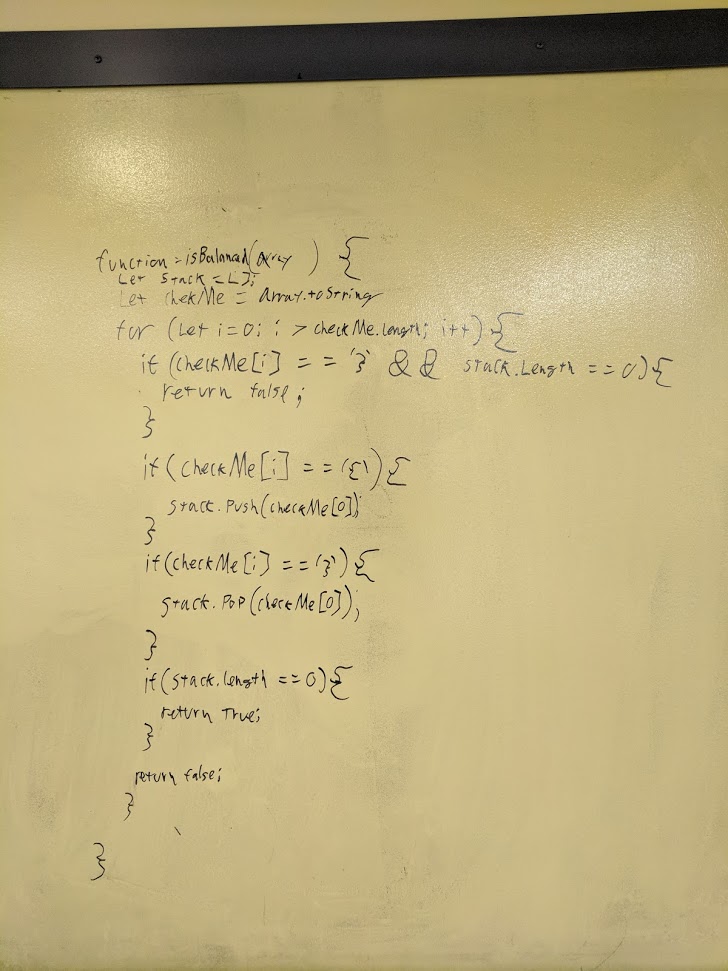 function = isBalanced(array) {
Let stack = [];
Let chekMe = Array.toString
for (Let i=0; i > checkMe.length; i++) {
if (checkMe[i] == '}' && stack.Length == 0) {
return false;
}
if (checkMe[i] == '{') {
stack.Push(checkMe[0]);
}
if (checkMe[i] == '}') {
stack.PoP(checkMe[0]);
}
if (stack.length == 0) {
return True;
}
return false;
}
}